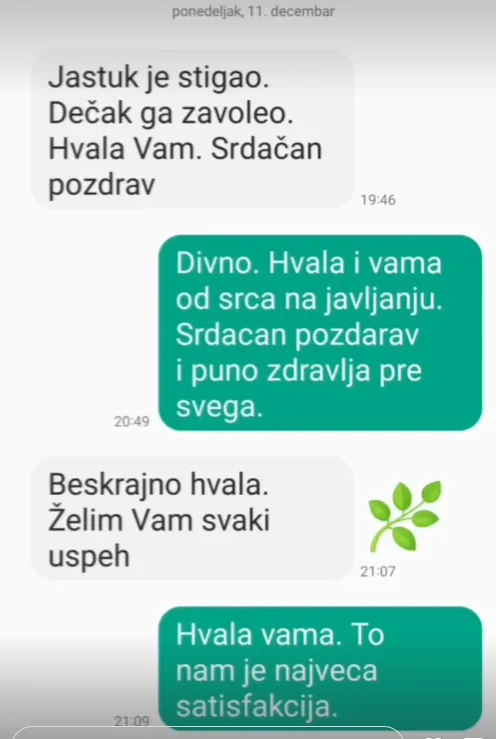 ponedeljak, 11. decembar
Jastuk je stigao.
Dečak ga zavoleo.
Hvala Vam. Srdačan
pozdrav
19:46
Divno. Hvala i vama
od srca na javljanju.
Srdacan pozdarav
i puno zdravlja pre
svega.
20:49
Beskrajno hvala.
Želim Vam svaki
uspeh
21:07
Hvala vama. To
nam je najveca
satisfakcija.
21:09